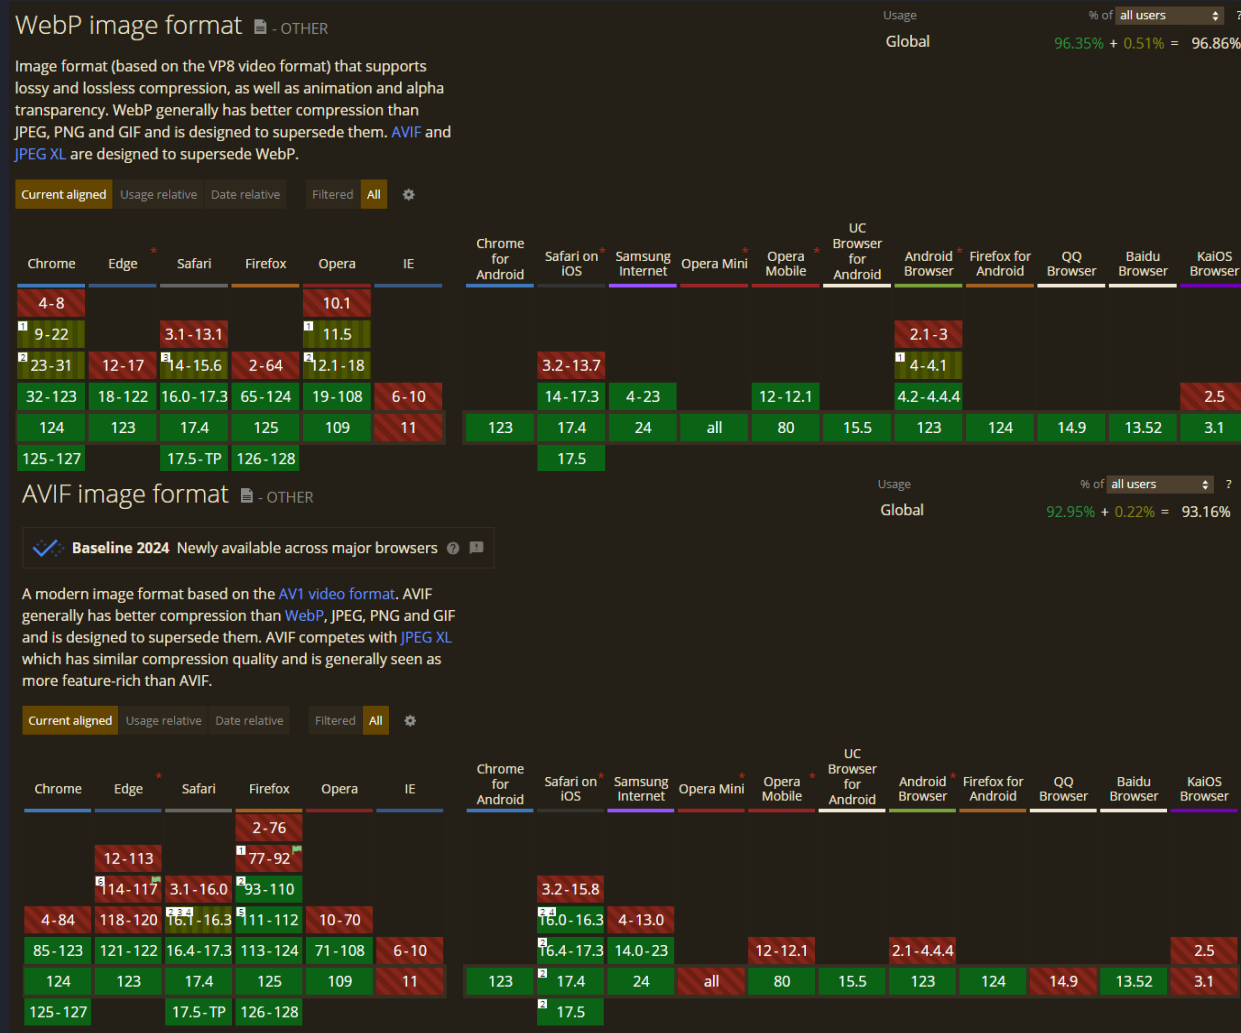 WebP image format - OTHER
Usage % of all users ?
Global 96.35% + 0.51% = 96.86%
Image format (based on the VP8 video format) that supports
lossy and lossless compression, as well as animation and alpha
transparency. WebP generally has better compression than
JPEG, PNG and GIF and is designed to supersede them. AVIF and
JPEG XL are designed to supersede WebP.
Current aligned Usage relative Date relative Filtered All
Chrome Edge * Safari Firefox Opera IE Chrome for Android Safari on iOS * Samsung Internet Opera Mini * Opera Mobile * UC Browser for Android Android Browser * Firefox for Android QQ Browser Baidu Browser KaiOS Browser
4-8 10.1
1 9-22 3.1-13.1 1 11.5 2.1-3
2 23-31 12-17 3 14-15.6 2-64 2 12.1-18 3.2-13.7 1 4-4.1
32-123 18-122 16.0-17.3 65-124 19-108 6-10 14-17.3 4-23 12-12.1 4.2-4.4.4 2.5
124 123 17.4 125 109 11 123 17.4 24 all 80 15.5 123 124 14.9 13.52 3.1
125-127 17.5-TP 126-128 17.5
AVIF image format - OTHER
Usage % of all users ?
Global 92.95% + 0.22% = 93.16%
Baseline 2024 Newly available across major browsers ? !
A modern image format based on the AV1 video format. AVIF
generally has better compression than WebP, JPEG, PNG and GIF
and is designed to supersede them. AVIF competes with JPEG XL
which has similar compression quality and is generally seen as
more feature-rich than AVIF.
Current aligned Usage relative Date relative Filtered All
Chrome Edge * Safari Firefox Opera IE Chrome for Android Safari on iOS * Samsung Internet Opera Mini * Opera Mobile * UC Browser for Android Android Browser * Firefox for Android QQ Browser Baidu Browser KaiOS Browser
2-76
12-113 1 77-92
6 114-117 3.1-16.0 2 93-110 3.2-15.8
4-84 118-120 2 3 4 16.1-16.3 5 111-112 10-70 2 4 16.0-16.3 4-13.0
85-123 121-122 16.4-17.3 113-124 71-108 6-10 2 16.4-17.3 14.0-23 12-12.1 2.1-4.4.4 2.5
124 123 17.4 125 109 11 123 2 17.4 24 all 80 15.5 123 124 14.9 13.52 3.1
125-127 17.5-TP 126-128 2 17.5